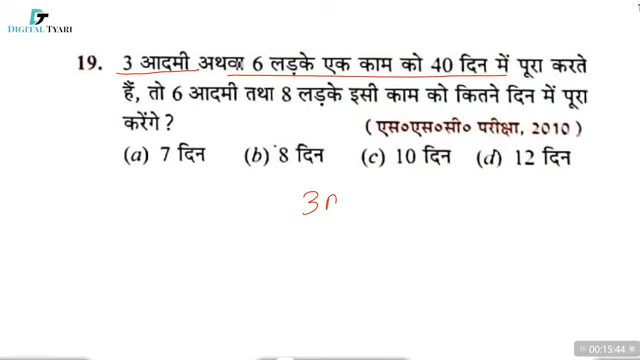 DIGITAL TYARI
19. 3 आदमी अथवा 6 लड़के एक काम को 40 दिन में पूरा करते
हैं, तो 6 आदमी तथा 8 लड़के इसी काम को कितने दिन में पूरा
करेंगे ? (एस०एस०सी० परीक्षा, 2010)
(a) 7 दिन (b) 8 दिन (c) 10 दिन (d) 12 दिन
3
00:15:44